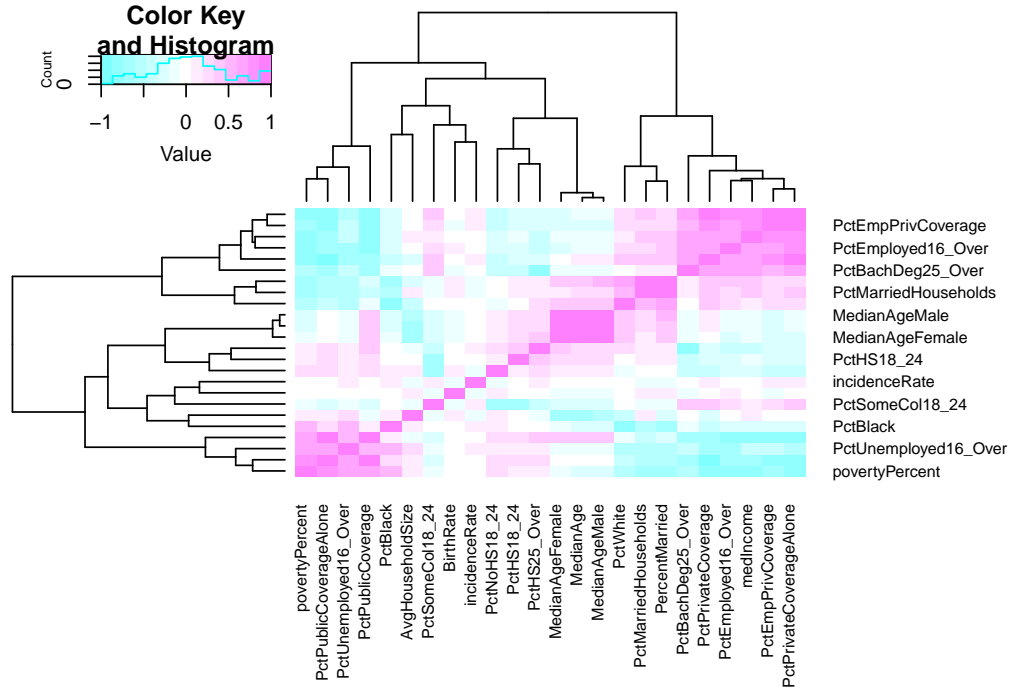 Color Key
and Histogram
Count
0
−1
0
0.5
1
Value
PctEmpPrivCoverage
PctEmployed16_Over
PctBachDeg25_Over
PctMarriedHouseholds
MedianAgeMale
MedianAgeFemale
PctHS18_24
incidenceRate
PctSomeCol18_24
PctBlack
PctUnemployed16_Over
povertyPercent
povertyPercent
PctPublicCoverageAlone
PctUnemployed16_Over
PctPublicCoverage
PctBlack
AvgHouseholdSize
PctSomeCol18_24
BirthRate
incidenceRate
PctNoHS18_24
PctHS18_24
PctHS25_Over
MedianAgeFemale
MedianAge
MedianAgeMale
PctWhite
PctMarriedHouseholds
PercentMarried
PctBachDeg25_Over
PctPrivateCoverage
PctEmployed16_Over
medIncome
PctEmpPrivCoverage
PctPrivateCoverageAlone